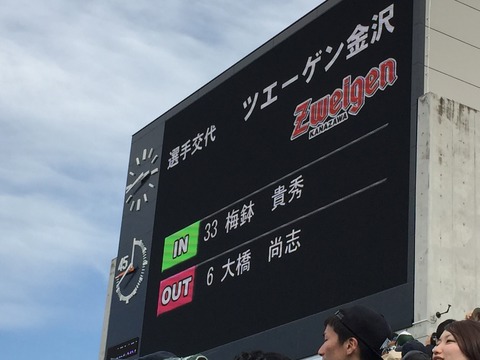 ツエーゲン金沢
Zweigen
KANAZAWA
選手交代
IN 33 梅鉢 貴秀
OUT 6 大橋 尚志
45